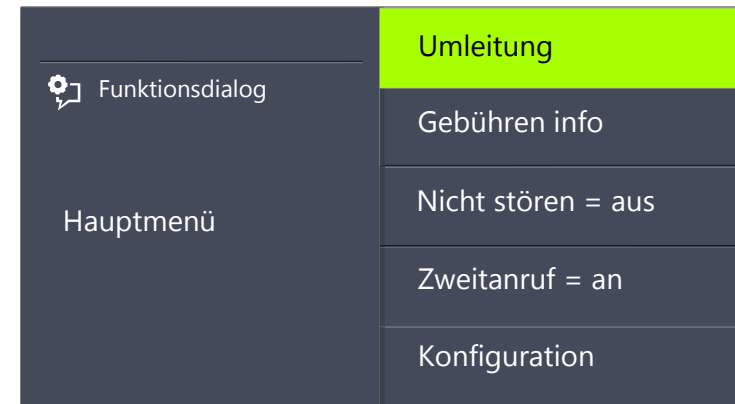 Funktionsdialog
Hauptmenü
Umleitung
Gebühren info
Nicht stören = aus
Zweitanruf = an
Konfiguration